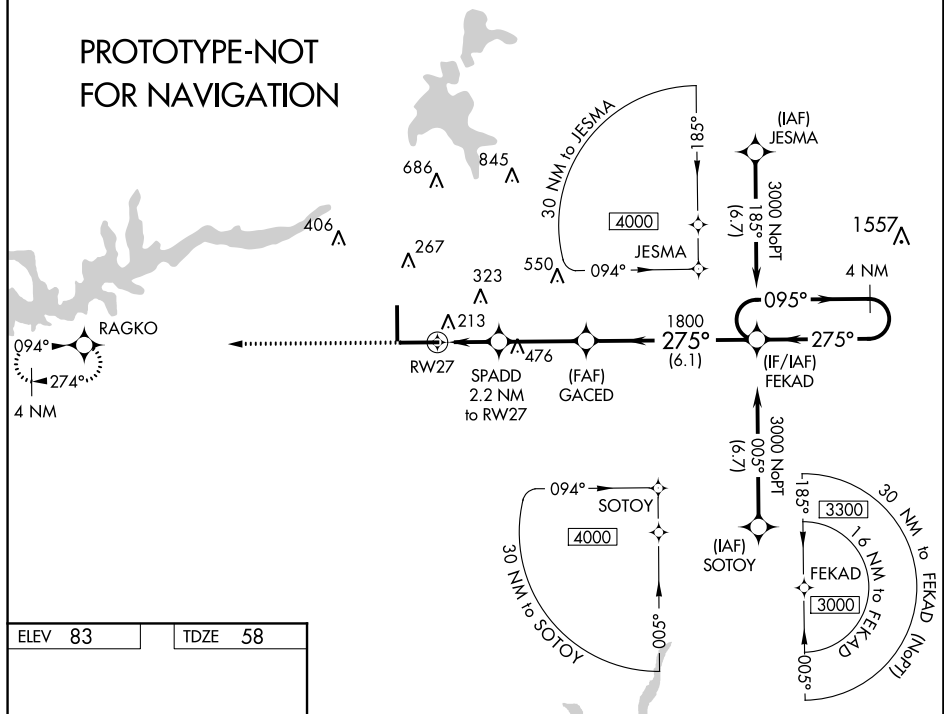 PROTOTYPE-NOT
FOR NAVIGATION
30 NM to JESMA
185°
4000
JESMA
094°
(IAF)
JESMA
3000 NoPT
185°
(6.7)
686
845
1557
406
267
550
323
213
476
4 NM
095°
275°
1800
275°
(6.1)
(IF/IAF)
FEKAD
RAGKO
094°
274°
4 NM
RW27
SPADD
2.2 NM
to RW27
(FAF)
GACED
3000 NoPT
005°
(6.7)
(IAF)
SOTOY
094°
SOTOY
4000
30 NM to SOTOY
005°
185°
3300
30 NM to FEKAD (NoPT)
16 NM to FEKAD
FEKAD
3000
005°
ELEV 83
TDZE 58